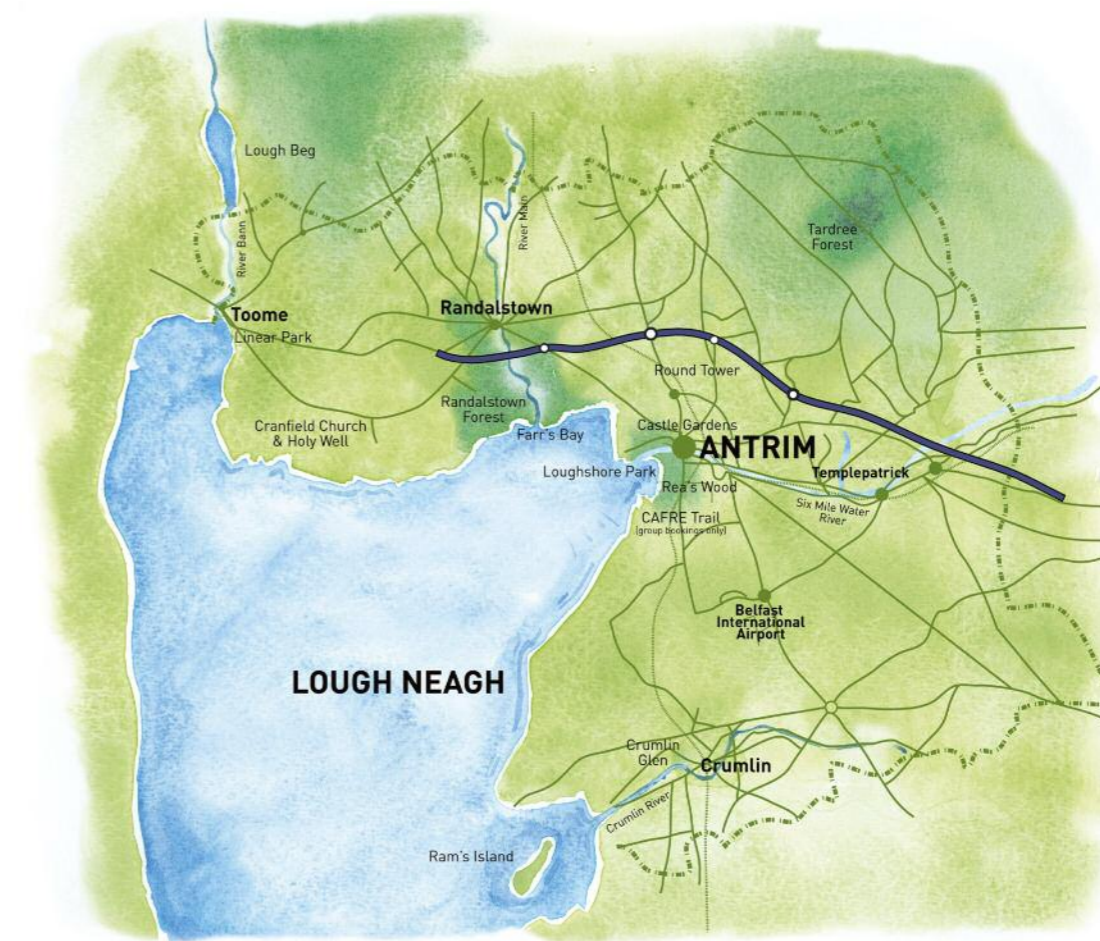 Lough Beg
River Bann
River Main
Tardree
Forest
Toome
Linear Park
Randalstown
Round Tower
Randalstown
Forest
Cranfield Church
& Holy Well
Farr's Bay
Castle Gardens
ANTRIM
Loughshore Park
Rea's Wood
Templepatrick
Six Mile Water
River
CAFRE Trail
(group bookings only)
Belfast
International
Airport
LOUGH NEAGH
Crumlin
Glen
Crumlin
Crumlin River
Ram's Island